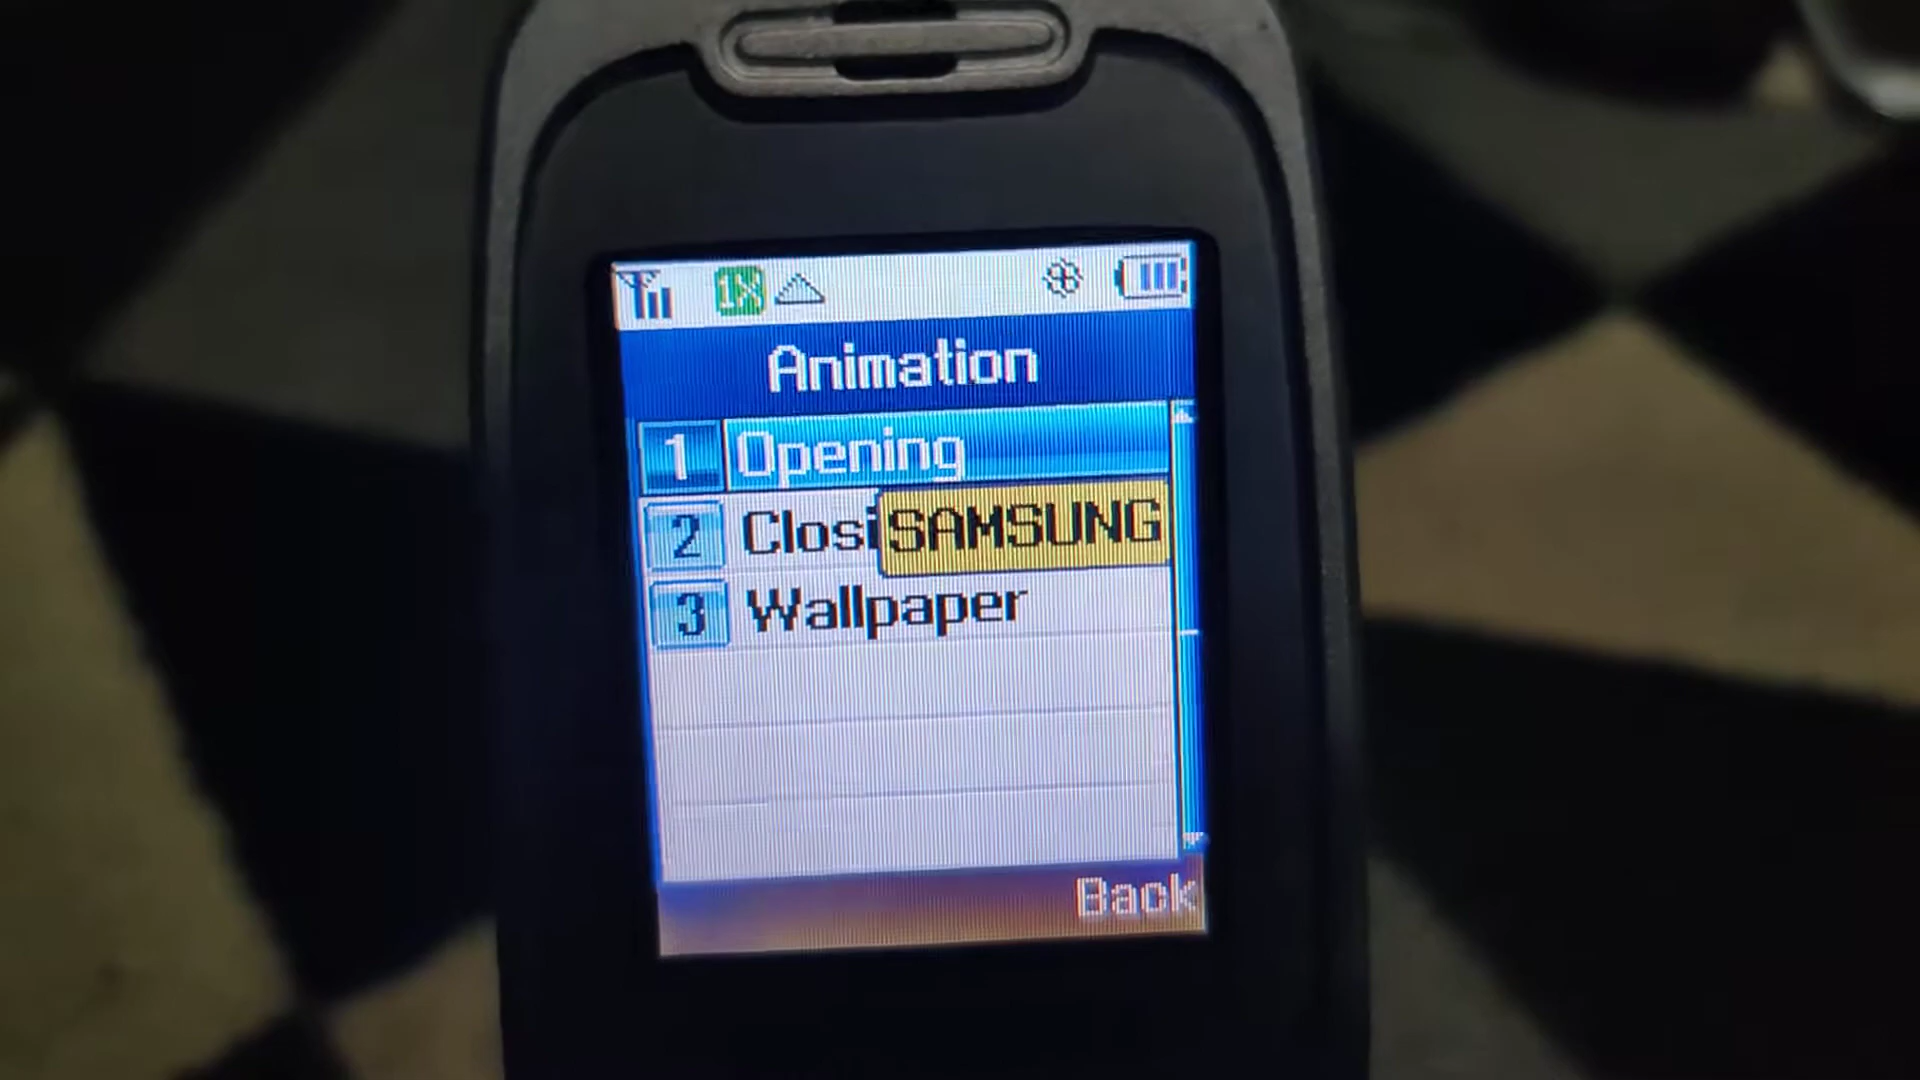 1X
Animation
1 Opening
2 Closi SAMSUNG
3 Wallpaper
Back